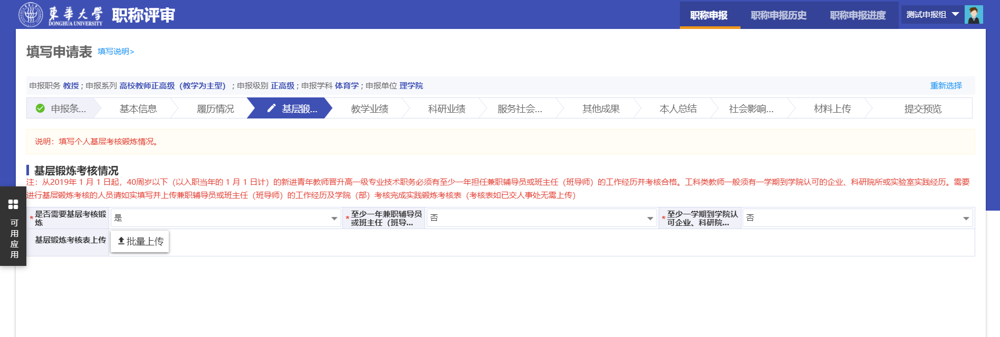 東華大學
DONGHUA UNIVERSITY
职称评审
职称申报 职称申报历史 职称申报进度 测试申报组
填写申请表 填写说明>
申报职务 教授 ; 申报系列 高校教师正高级（教学为主型） ; 申报级别 正高级 ; 申报学科 体育学 ; 申报单位 理学院 重新选择
申报条... 基本信息 履历情况 基层锻... 教学业绩 科研业绩 服务社会... 其他成果 本人总结 社会影响... 材料上传 提交预览
说明：填写个人基层考核锻炼情况。
基层锻炼考核情况
注：从2019年 1 月 1 日起，40周岁以下（以入职当年的 1 月 1 日计）的新进青年教师晋升高一级专业技术职务必须有至少一年担任兼职辅导员或班主任（班导师）的工作经历并考核合格。工科类教师一般须有一学期到学院认可的企业、科研院所或实验室实践经历。需要
进行基层锻炼考核的人员请如实填写并上传兼职辅导员或班主任（班导师）的工作经历及学院（部）考核完成实践锻炼考核表（考核表如已交人事处无需上传）
*是否需要基层考核锻
炼
是
*至少一年兼职辅导员
或班主任（班导...
否
*至少一学期到学院认
可企业、科研院...
否
基层锻炼考核表上传
批量上传
可
用
应
用